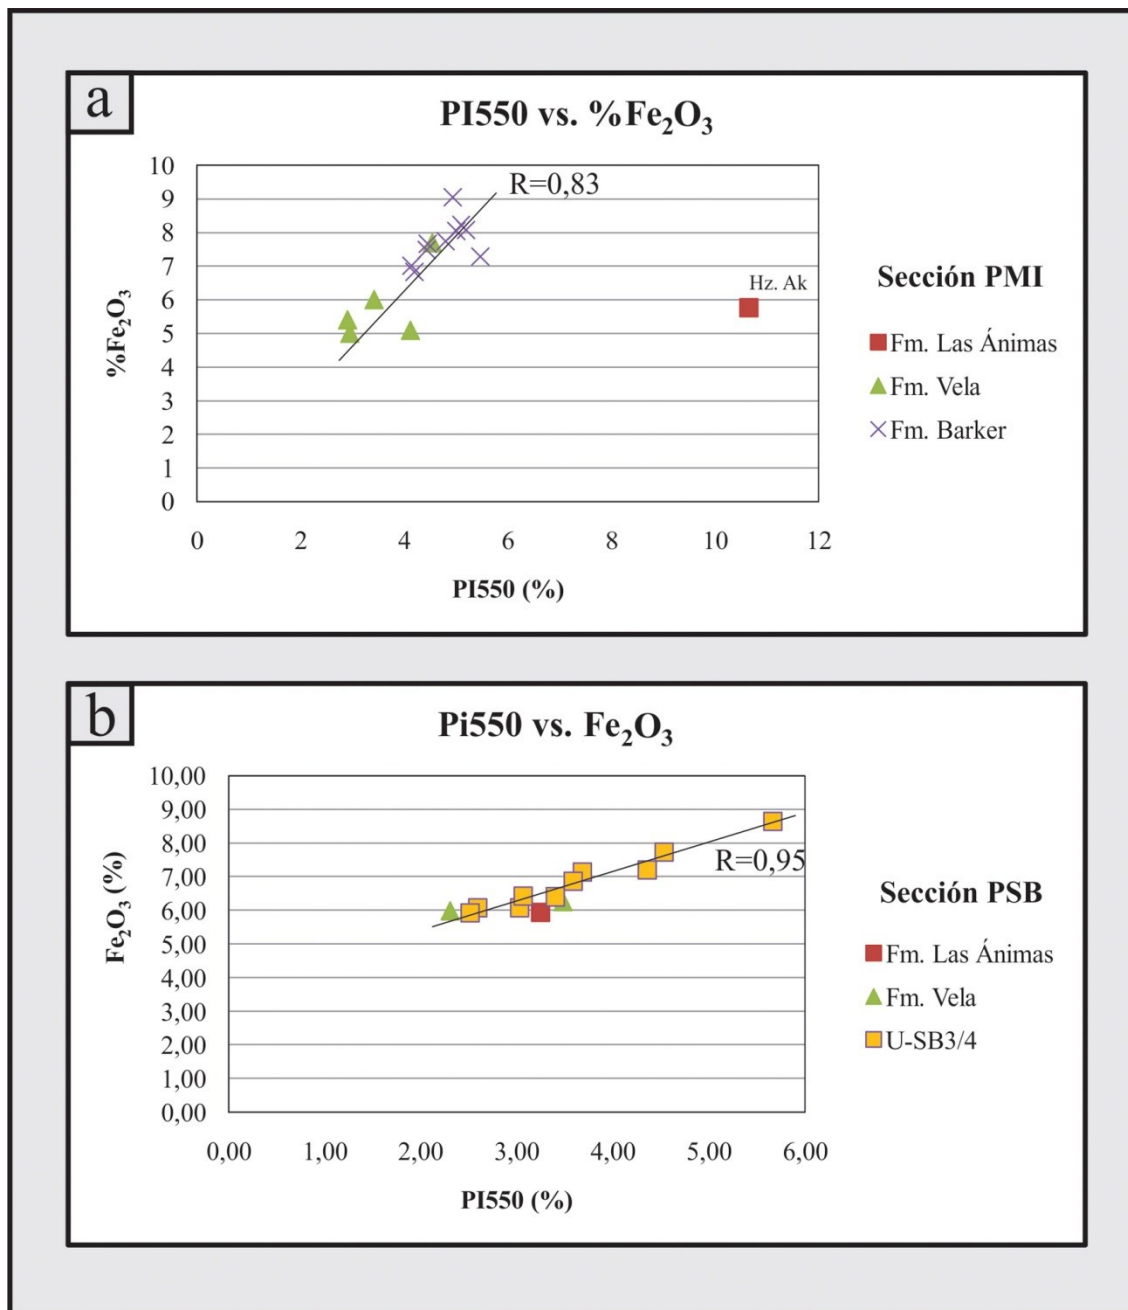 a
PI550 vs. %Fe₂O₃
10
9
8
7
6
5
4
3
2
1
0
%Fe₂O₃
R=0,83
Hz. Ak
0 2 4 6 8 10 12
PI550 (%)
Sección PMI
Fm. Las Ánimas
Fm. Vela
Fm. Barker
b
Pi550 vs. Fe₂O₃
10,00
9,00
8,00
7,00
6,00
5,00
4,00
3,00
2,00
1,00
0,00
Fe₂O₃ (%)
R=0,95
0,00 1,00 2,00 3,00 4,00 5,00 6,00
PI550 (%)
Sección PSB
Fm. Las Ánimas
Fm. Vela
U-SB3/4